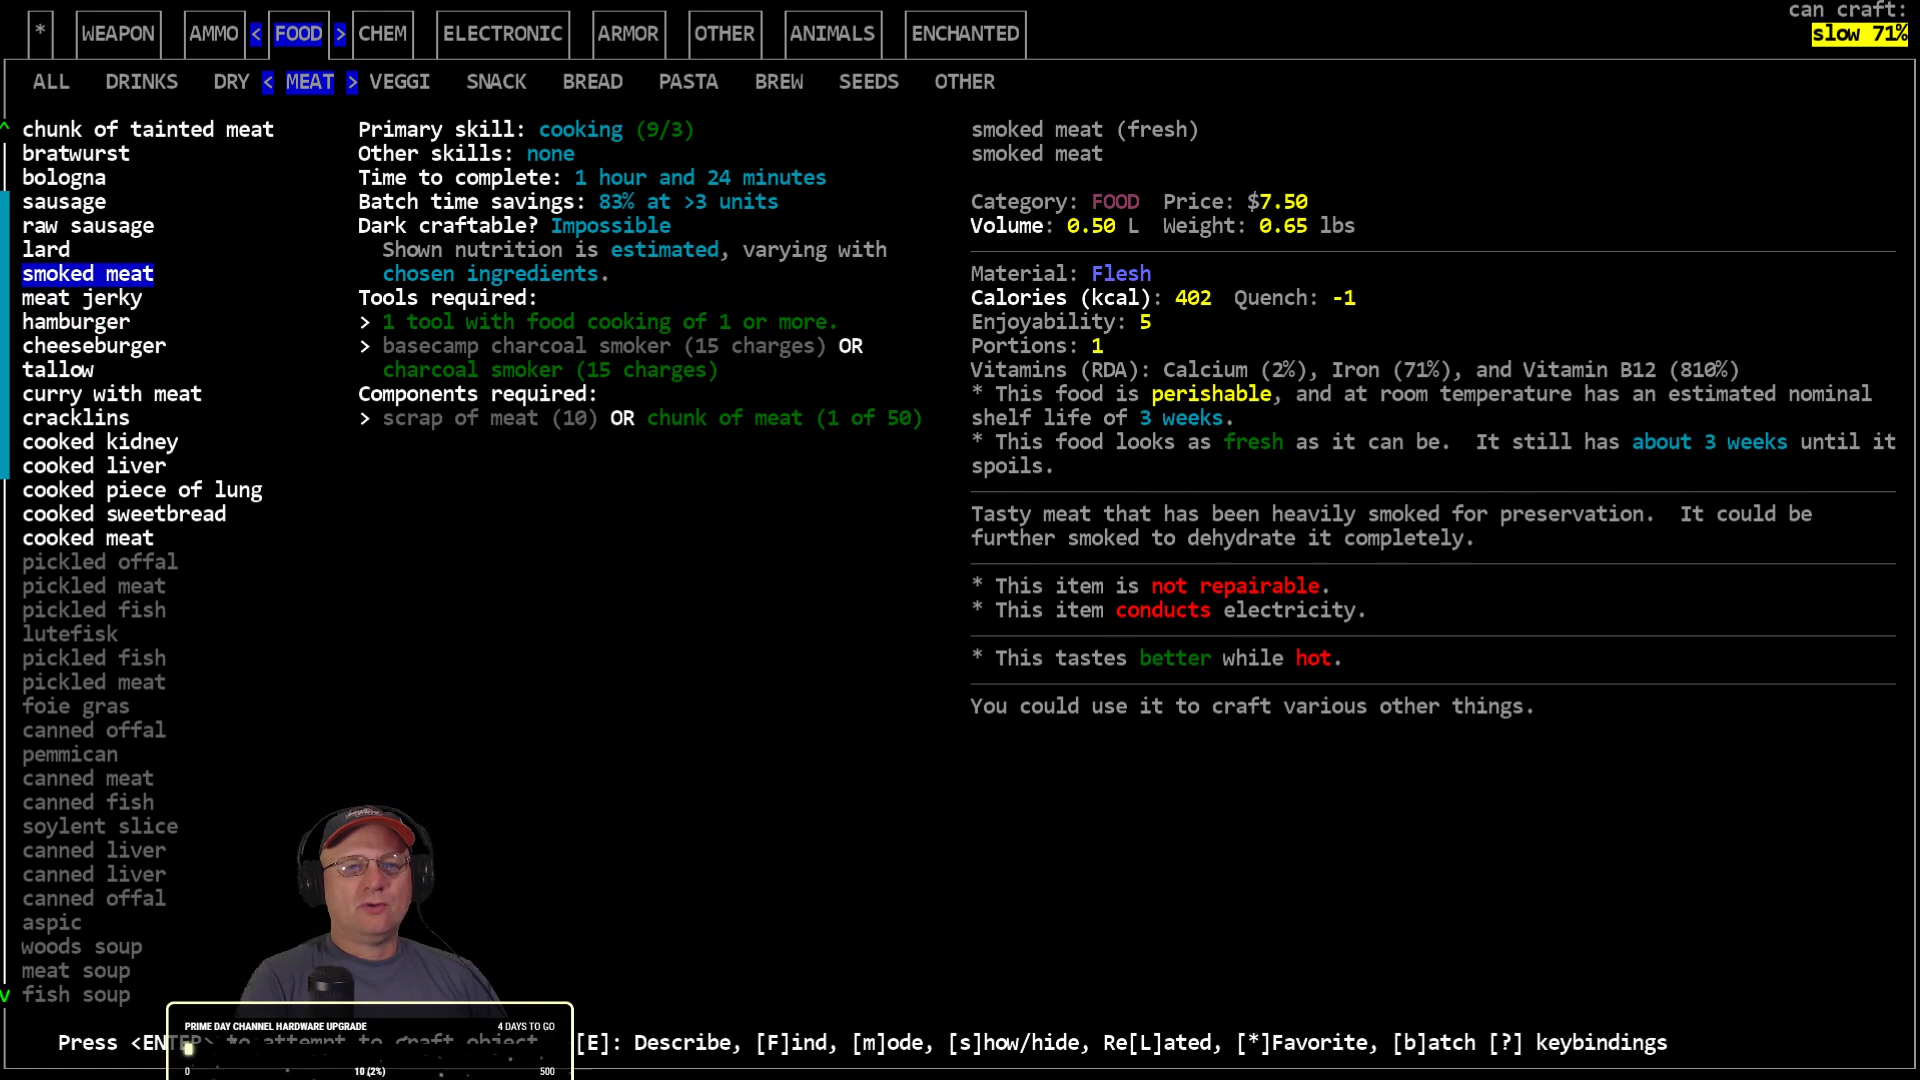 can craft:
* WEAPON AMMO < FOOD > CHEM ELECTRONIC ARMOR OTHER ANIMALS ENCHANTED
slow 71%
ALL DRINKS DRY < MEAT > VEGGI SNACK BREAD PASTA BREW SEEDS OTHER
^ chunk of tainted meat
bratwurst
bologna
sausage
raw sausage
lard
smoked meat
meat jerky
hamburger
cheeseburger
tallow
curry with meat
cracklins
cooked kidney
cooked liver
cooked piece of lung
cooked sweetbread
cooked meat
pickled offal
pickled meat
pickled fish
lutefisk
pickled fish
pickled meat
foie gras
canned offal
pemmican
canned meat
canned fish
soylent slice
canned liver
canned liver
canned offal
aspic
woods soup
meat soup
v fish soup
Primary skill: cooking (9/3)
Other skills: none
Time to complete: 1 hour and 24 minutes
Batch time savings: 83% at >3 units
Dark craftable? Impossible
Shown nutrition is estimated, varying with
chosen ingredients.
Tools required:
> 1 tool with food cooking of 1 or more.
> basecamp charcoal smoker (15 charges) OR
charcoal smoker (15 charges)
Components required:
> scrap of meat (10) OR chunk of meat (1 of 50)
smoked meat (fresh)
smoked meat
Category: FOOD Price: $7.50
Volume: 0.50 L Weight: 0.65 lbs
Material: Flesh
Calories (kcal): 402 Quench: -1
Enjoyability: 5
Portions: 1
Vitamins (RDA): Calcium (2%), Iron (71%), and Vitamin B12 (810%)
* This food is perishable, and at room temperature has an estimated nominal
shelf life of 3 weeks.
* This food looks as fresh as it can be. It still has about 3 weeks until it
spoils.
Tasty meat that has been heavily smoked for preservation. It could be
further smoked to dehydrate it completely.
* This item is not repairable.
* This item conducts electricity.
* This tastes better while hot.
You could use it to craft various other things.
PRIME DAY CHANNEL HARDWARE UPGRADE 4 DAYS TO GO
Press <ENTER> to attempt to craft object [E]: Describe, [F]ind, [m]ode, [s]how/hide, Re[L]ated, [*]Favorite, [b]atch [?] keybindings
0 10 (2%) 500